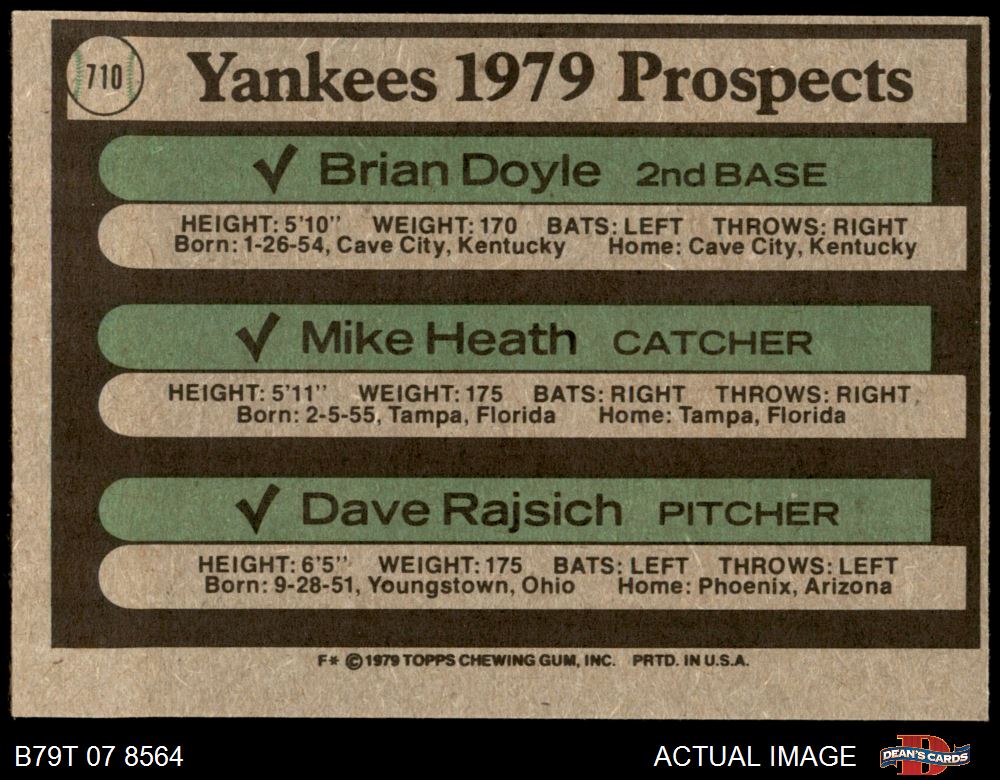 710
Yankees 1979 Prospects
✓ Brian Doyle 2nd BASE
HEIGHT: 5'10" WEIGHT: 170 BATS: LEFT THROWS: RIGHT
Born: 1-26-54, Cave City, Kentucky Home: Cave City, Kentucky
✓ Mike Heath CATCHER
HEIGHT: 5'11" WEIGHT: 175 BATS: RIGHT THROWS: RIGHT
Born: 2-5-55, Tampa, Florida Home: Tampa, Florida
✓ Dave Rajsich PITCHER
HEIGHT: 6'5" WEIGHT: 175 BATS: LEFT THROWS: LEFT
Born: 9-28-51, Youngstown, Ohio Home: Phoenix, Arizona
F* © 1979 TOPPS CHEWING GUM, INC. PRTD. IN U.S.A.
B79T 07 8564 ACTUAL IMAGE D DEAN'S CARDS